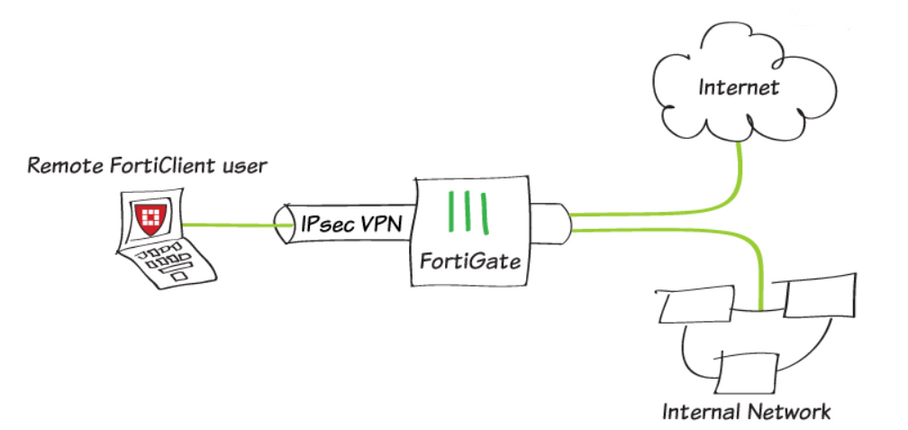 Internet
Remote FortiClient user
IPsec VPN
FortiGate
Internal Network